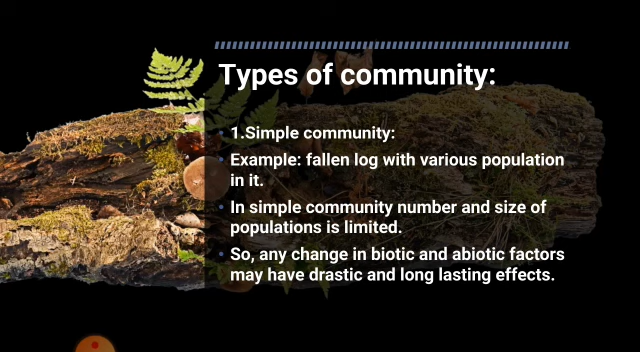 Types of community:
1.Simple community:
Example: fallen log with various population
in it.
In simple community number and size of
populations is limited.
So, any change in biotic and abiotic factors
may have drastic and long lasting effects.